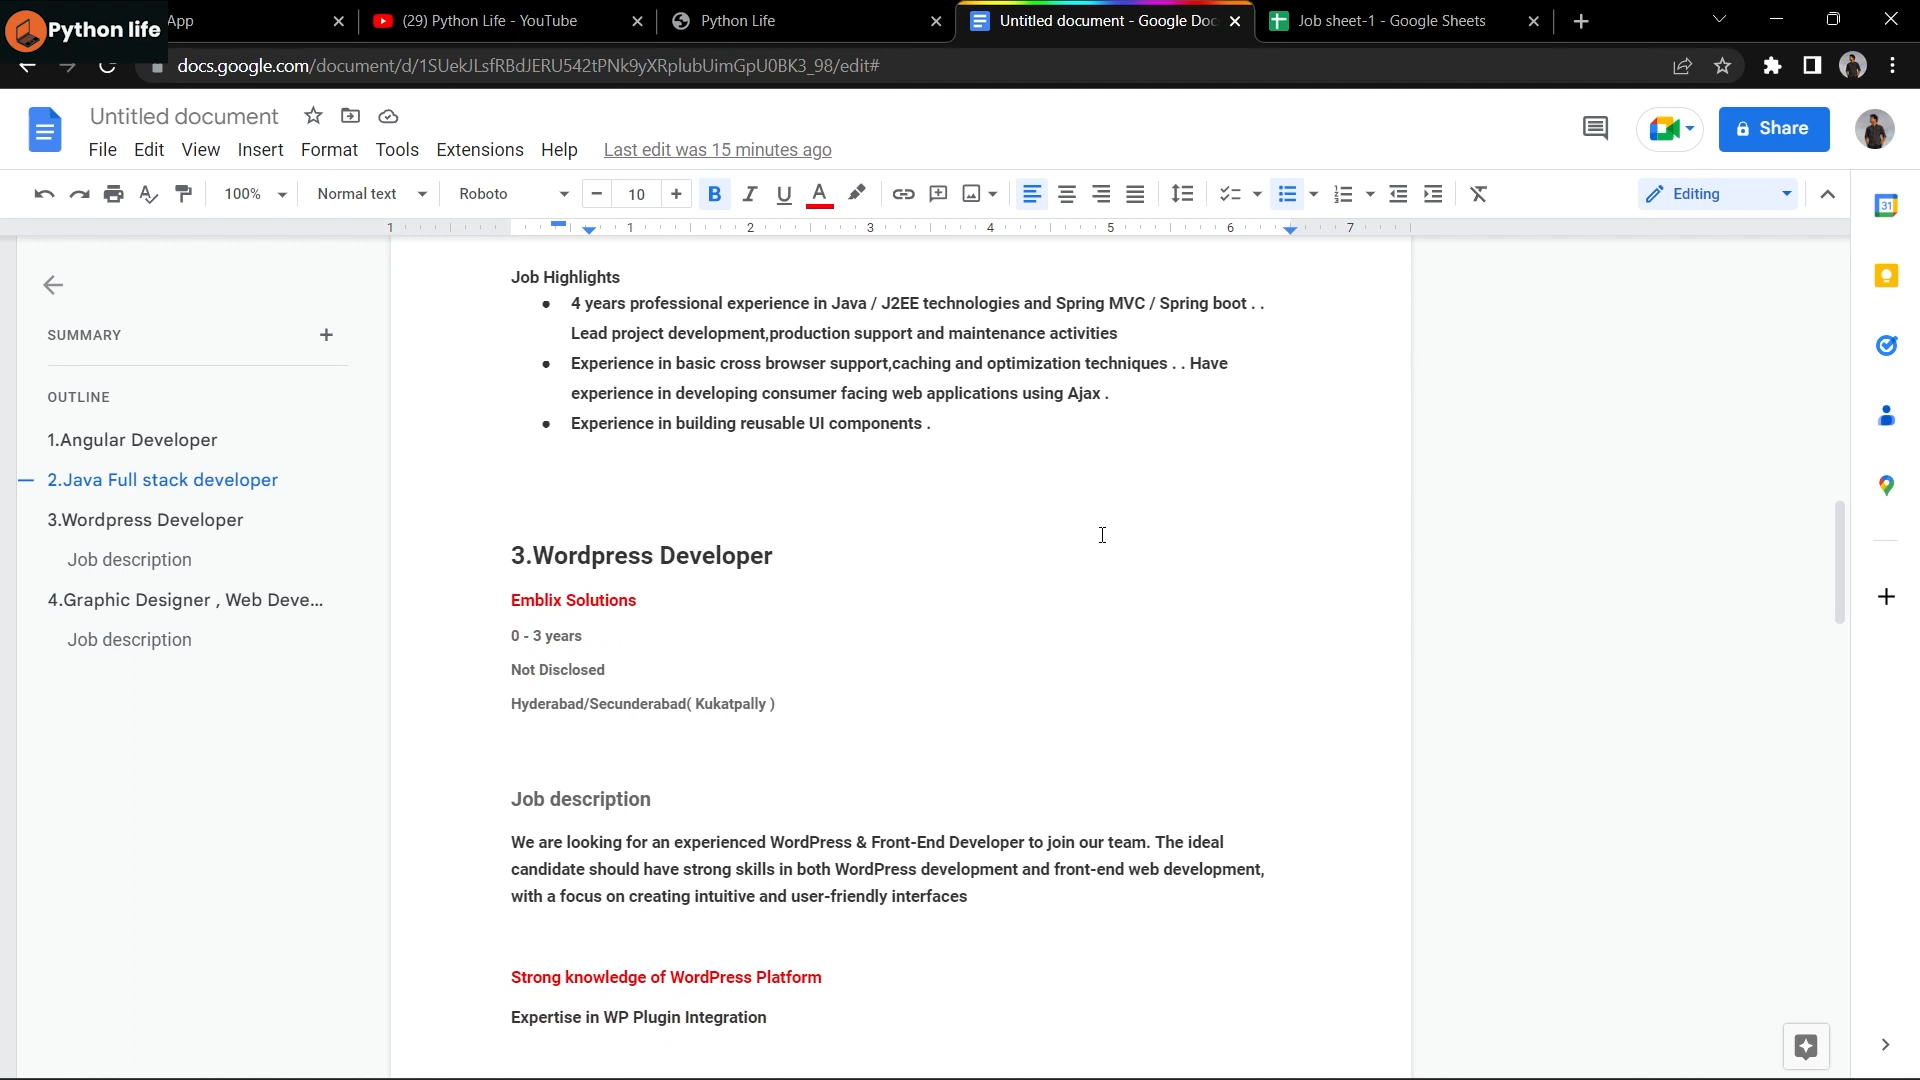 Python life
App
(29) Python Life - YouTube
Python Life
Untitled document - Google Doc
Job sheet-1 - Google Sheets
docs.google.com/document/d/1SUekJLsfRBdJERU542tPNk9yXRplubUimGpU0BK3_98/edit#
Untitled document
File Edit View Insert Format Tools Extensions Help Last edit was 15 minutes ago
Share
100% Normal text Roboto 10 B I U A Editing
31
1 1 2 3 4 5 6 7
SUMMARY
OUTLINE
1.Angular Developer
2.Java Full stack developer
3.Wordpress Developer
Job description
4.Graphic Designer , Web Deve...
Job description
Job Highlights
● 4 years professional experience in Java / J2EE technologies and Spring MVC / Spring boot . .
Lead project development,production support and maintenance activities
● Experience in basic cross browser support,caching and optimization techniques . . Have
experience in developing consumer facing web applications using Ajax .
● Experience in building reusable UI components .
3.Wordpress Developer
Emblix Solutions
0 - 3 years
Not Disclosed
Hyderabad/Secunderabad( Kukatpally )
Job description
We are looking for an experienced WordPress & Front-End Developer to join our team. The ideal
candidate should have strong skills in both WordPress development and front-end web development,
with a focus on creating intuitive and user-friendly interfaces
Strong knowledge of WordPress Platform
Expertise in WP Plugin Integration